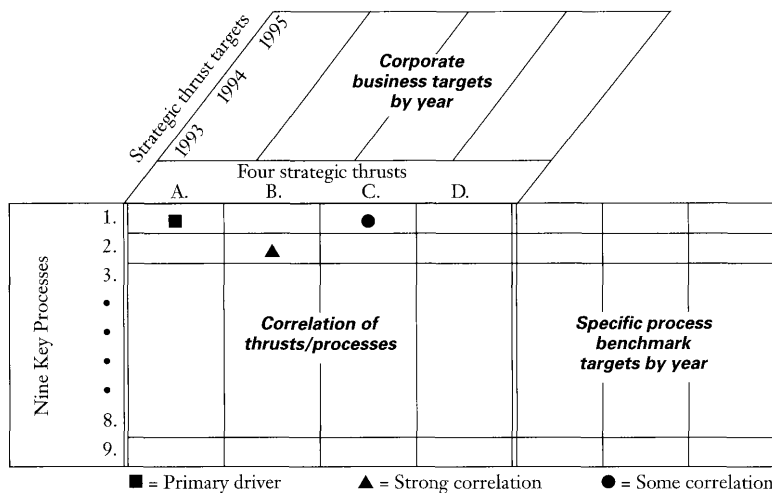 Strategic thrust targets
1993 1994 1995
Corporate
business targets
by year
Four strategic thrusts
A. B. C. D.
Nine Key Processes
1.
2.
3.
•
•
•
•
8.
9.
Correlation of
thrusts/processes
Specific process
benchmark
targets by year
■ = Primary driver ▲ = Strong correlation ● = Some correlation